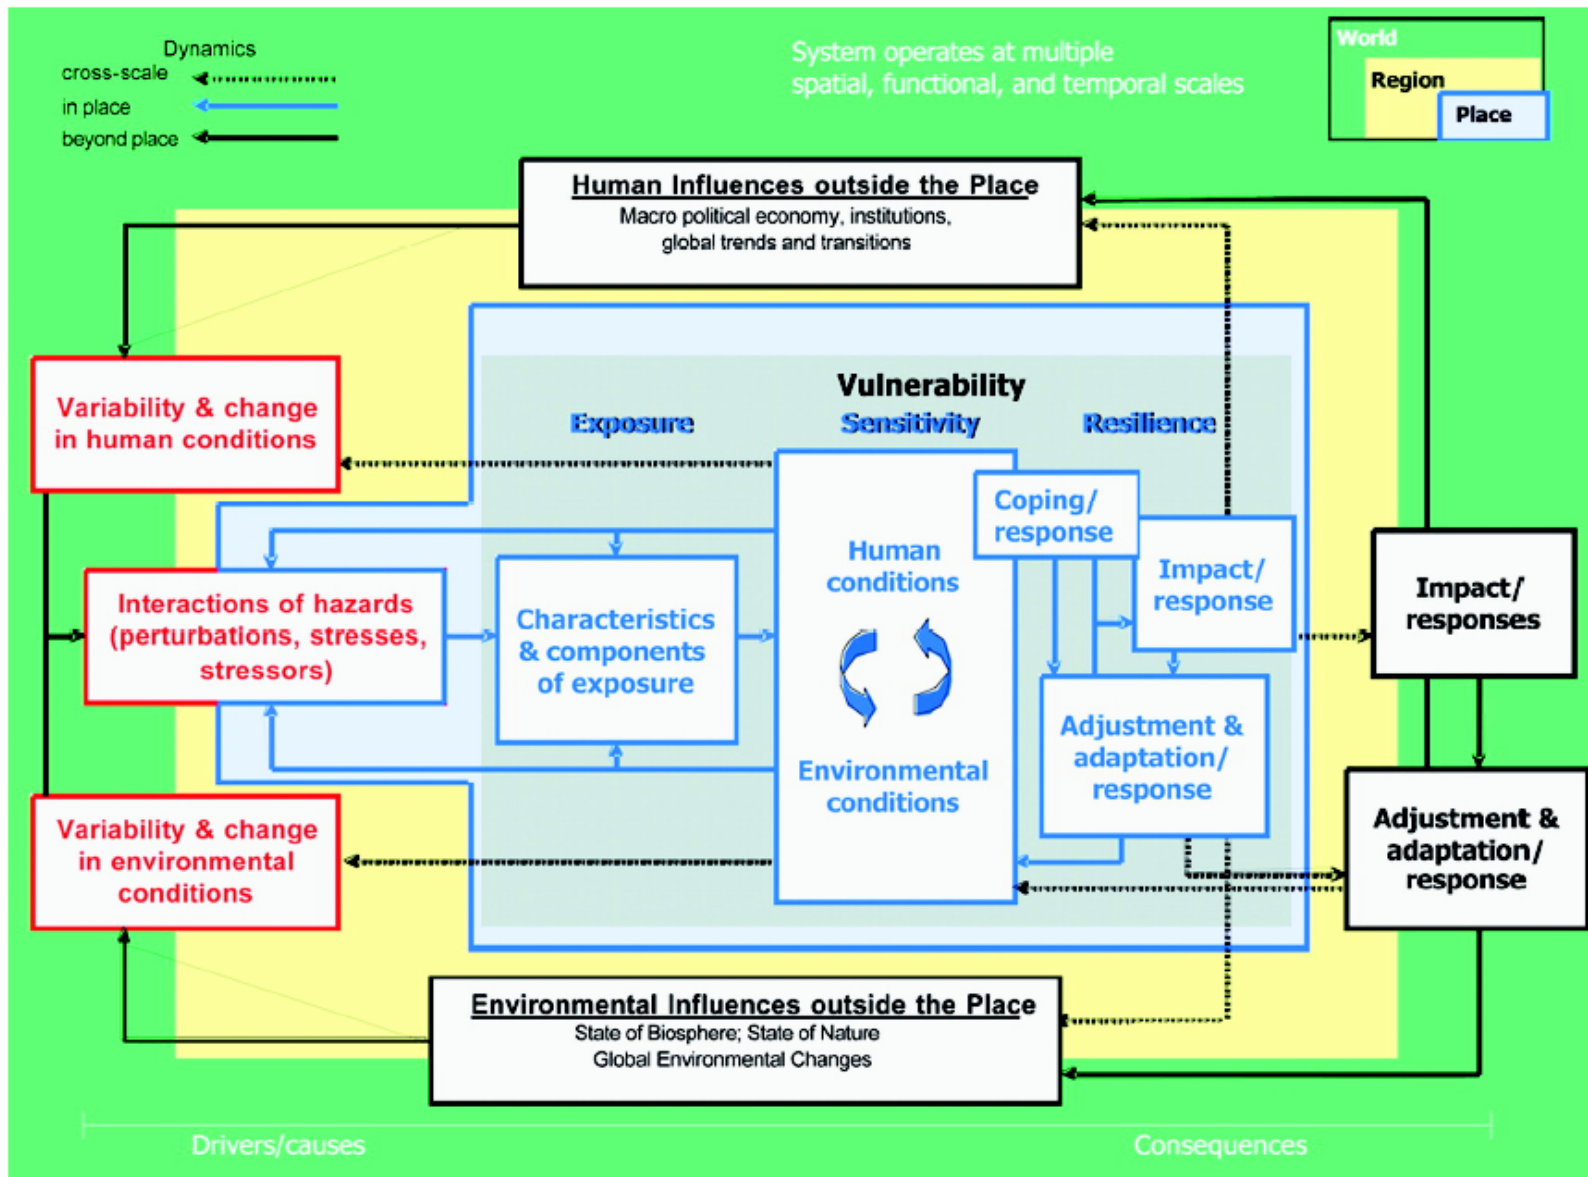 Dynamics
cross-scale
in place
beyond place
System operates at multiple
spatial, functional, and temporal scales
World
Region
Place
Human Influences outside the Place
Macro political economy, institutions,
global trends and transitions
Variability & change
in human conditions
Vulnerability
Exposure
Sensitivity
Resilience
Coping/
response
Human
conditions
Impact/
response
Impact/
responses
Interactions of hazards
(perturbations, stresses,
stressors)
Characteristics
& components
of exposure
Environmental
conditions
Adjustment &
adaptation/
response
Adjustment &
adaptation/
response
Variability & change
in environmental
conditions
Environmental Influences outside the Place
State of Biosphere; State of Nature
Global Environmental Changes
Drivers/causes
Consequences